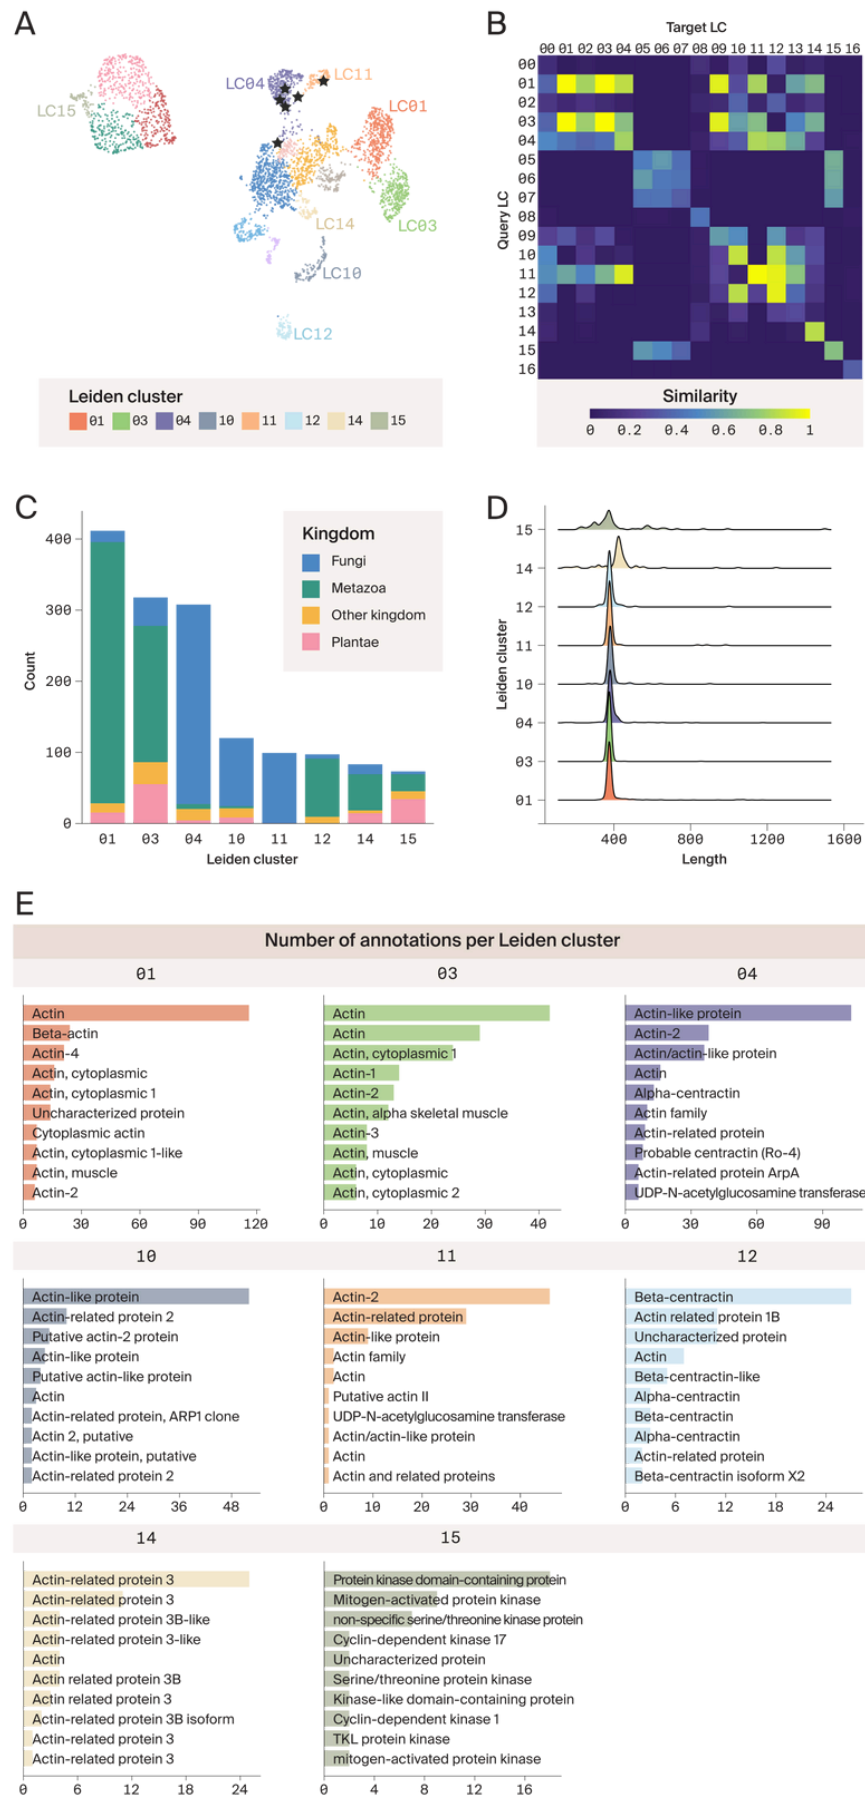 A
LC04
LC11
LC15
LC01
LC14
LC03
LC10
LC12
Leiden cluster
01 03 04 10 11 12 14 15
B
Target LC
00 01 02 03 04 05 06 07 08 09 10 11 12 13 14 15 16
Query LC
00
01
02
03
04
05
06
07
08
09
10
11
12
13
14
15
16
Similarity
0 0.2 0.4 0.6 0.8 1
C
Count
400
300
200
100
0
01 03 04 10 11 12 14 15
Leiden cluster
Kingdom
Fungi
Metazoa
Other kingdom
Plantae
D
Leiden cluster
15
14
12
11
10
04
03
01
400 800 1200 1600
Length
E
Number of annotations per Leiden cluster
01
Actin
Beta-actin
Actin-4
Actin, cytoplasmic
Actin, cytoplasmic 1
Uncharacterized protein
Cytoplasmic actin
Actin, cytoplasmic 1-like
Actin, muscle
Actin-2
0 30 60 90 120
03
Actin
Actin
Actin, cytoplasmic 1
Actin-1
Actin-2
Actin, alpha skeletal muscle
Actin-3
Actin, muscle
Actin, cytoplasmic
Actin, cytoplasmic 2
0 10 20 30 40
04
Actin-like protein
Actin-2
Actin/actin-like protein
Actin
Alpha-centractin
Actin family
Actin-related protein
Probable centractin (Ro-4)
Actin-related protein ArpA
UDP-N-acetylglucosamine transferase
0 30 60 90
10
Actin-like protein
Actin-related protein 2
Putative actin-2 protein
Actin-like protein
Putative actin-like protein
Actin
Actin-related protein, ARP1 clone
Actin 2, putative
Actin-like protein, putative
Actin-related protein 2
0 12 24 36 48
11
Actin-2
Actin-related protein
Actin-like protein
Actin family
Actin
Putative actin II
UDP-N-acetylglucosamine transferase
Actin/actin-like protein
Actin
Actin and related proteins
0 10 20 30 40
12
Beta-centractin
Actin related protein 1B
Uncharacterized protein
Actin
Beta-centractin-like
Alpha-centractin
Beta-centractin
Alpha-centractin
Actin-related protein
Beta-centractin isoform X2
0 6 12 18 24
14
Actin-related protein 3
Actin-related protein 3
Actin-related protein 3B-like
Actin-related protein 3-like
Actin
Actin related protein 3B
Actin related protein 3
Actin-related protein 3B isoform
Actin-related protein 3
Actin-related protein 3
0 6 12 18 24
15
Protein kinase domain-containing protein
Mitogen-activated protein kinase
non-specific serine/threonine kinase protein
Cyclin-dependent kinase 17
Uncharacterized protein
Serine/threonine protein kinase
Kinase-like domain-containing protein
Cyclin-dependent kinase 1
TKL protein kinase
mitogen-activated protein kinase
0 4 8 12 16